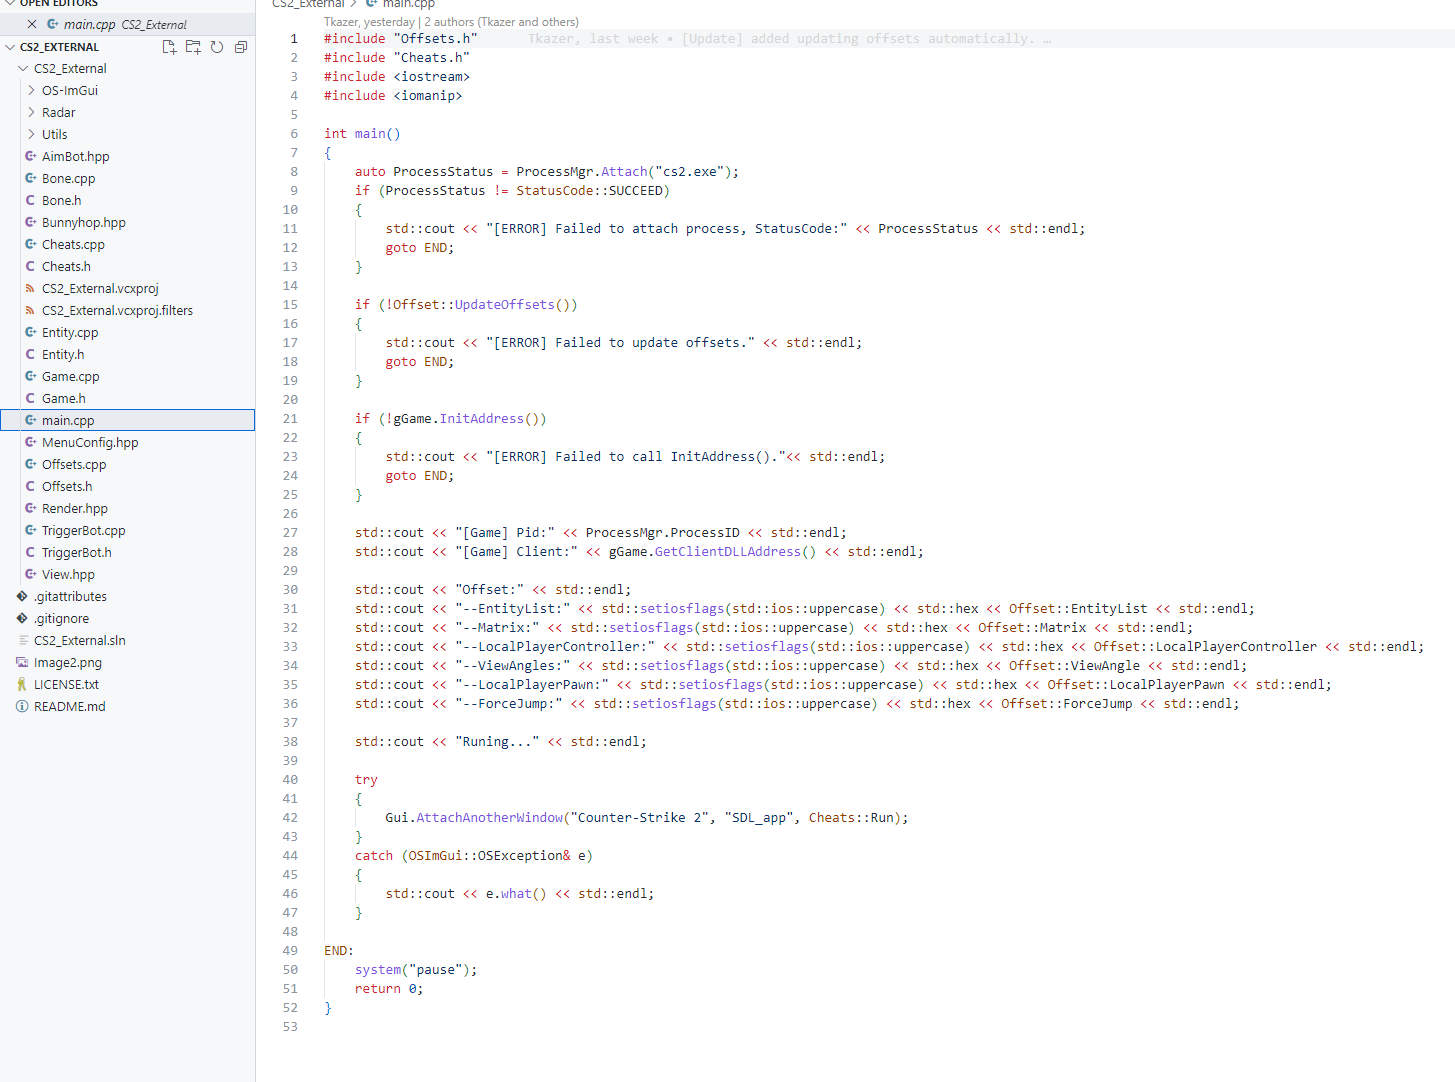 OPEN EDITORS
main.cpp CS2_External
CS2_EXTERNAL
CS2_External
OS-ImGui
Radar
Utils
AimBot.hpp
Bone.cpp
Bone.h
Bunnyhop.hpp
Cheats.cpp
Cheats.h
CS2_External.vcxproj
CS2_External.vcxproj.filters
Entity.cpp
Entity.h
Game.cpp
Game.h
main.cpp
MenuConfig.hpp
Offsets.cpp
Offsets.h
Render.hpp
TriggerBot.cpp
TriggerBot.h
View.hpp
.gitattributes
.gitignore
CS2_External.sln
Image2.png
LICENSE.txt
README.md
CS2_External > main.cpp
Tkazer, yesterday | 2 authors (Tkazer and others)
1 #include "Offsets.h" Tkazer, last week • [Update] added updating offsets automatically. …
2 #include "Cheats.h"
3 #include <iostream>
4 #include <iomanip>
5
6 int main()
7 {
8 auto ProcessStatus = ProcessMgr.Attach("cs2.exe");
9 if (ProcessStatus != StatusCode::SUCCEED)
10 {
11 std::cout << "[ERROR] Failed to attach process, StatusCode:" << ProcessStatus << std::endl;
12 goto END;
13 }
14
15 if (!Offset::UpdateOffsets())
16 {
17 std::cout << "[ERROR] Failed to update offsets." << std::endl;
18 goto END;
19 }
20
21 if (!gGame.InitAddress())
22 {
23 std::cout << "[ERROR] Failed to call InitAddress()."<< std::endl;
24 goto END;
25 }
26
27 std::cout << "[Game] Pid:" << ProcessMgr.ProcessID << std::endl;
28 std::cout << "[Game] Client:" << gGame.GetClientDLLAddress() << std::endl;
29
30 std::cout << "Offset:" << std::endl;
31 std::cout << "--EntityList:" << std::setiosflags(std::ios::uppercase) << std::hex << Offset::EntityList << std::endl;
32 std::cout << "--Matrix:" << std::setiosflags(std::ios::uppercase) << std::hex << Offset::Matrix << std::endl;
33 std::cout << "--LocalPlayerController:" << std::setiosflags(std::ios::uppercase) << std::hex << Offset::LocalPlayerController << std::endl;
34 std::cout << "--ViewAngles:" << std::setiosflags(std::ios::uppercase) << std::hex << Offset::ViewAngle << std::endl;
35 std::cout << "--LocalPlayerPawn:" << std::setiosflags(std::ios::uppercase) << std::hex << Offset::LocalPlayerPawn << std::endl;
36 std::cout << "--ForceJump:" << std::setiosflags(std::ios::uppercase) << std::hex << Offset::ForceJump << std::endl;
37
38 std::cout << "Runing..." << std::endl;
39
40 try
41 {
42 Gui.AttachAnotherWindow("Counter-Strike 2", "SDL_app", Cheats::Run);
43 }
44 catch (OSImGui::OSException& e)
45 {
46 std::cout << e.what() << std::endl;
47 }
48
49 END:
50 system("pause");
51 return 0;
52 }
53